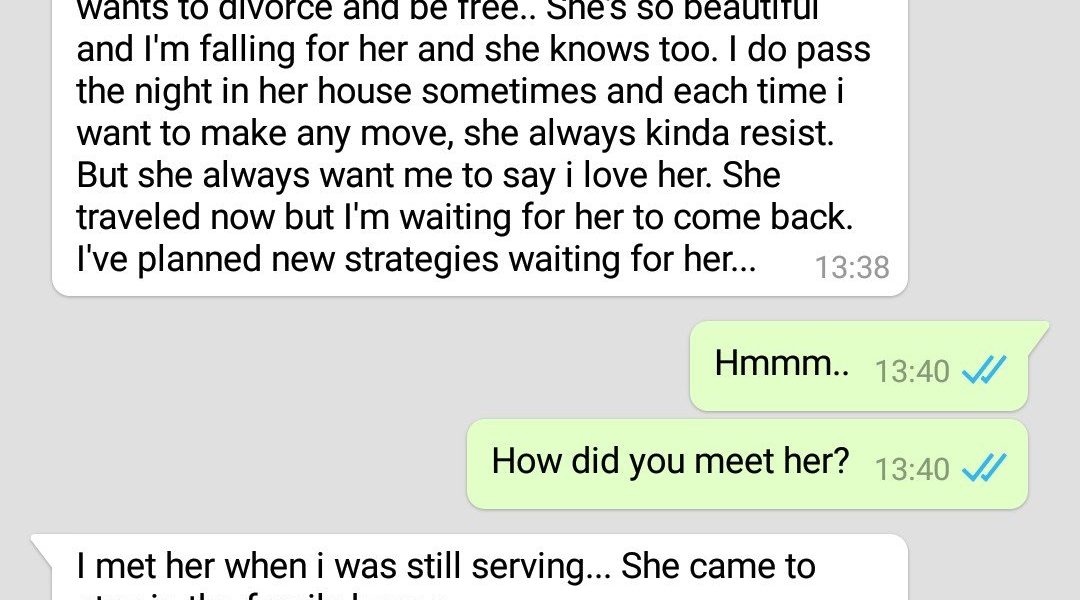 wants to divorce and be free.. She's so beautiful
and I'm falling for her and she knows too. I do pass
the night in her house sometimes and each time i
want to make any move, she always kinda resist.
But she always want me to say i love her. She
traveled now but I'm waiting for her to come back.
I've planned new strategies waiting for her... 13:38
Hmmm.. 13:40
How did you meet her? 13:40
I met her when i was still serving... She came to